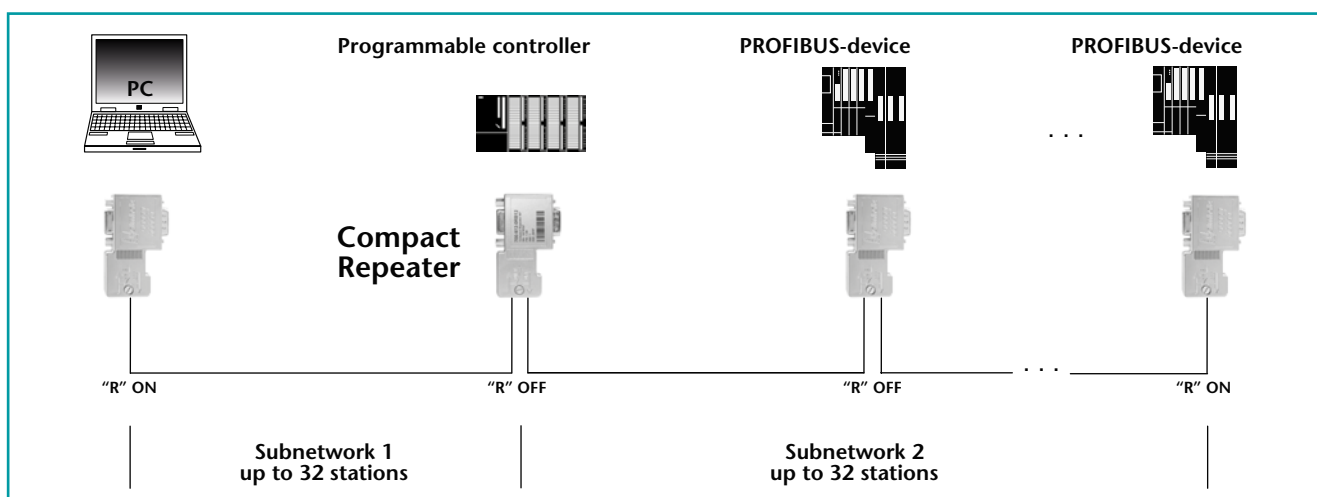 Programmable controller
PROFIBUS-device
PROFIBUS-device
PC
. . .
Compact
Repeater
. . .
“R” ON
“R” OFF
“R” OFF
“R” ON
Subnetwork 1
up to 32 stations
Subnetwork 2
up to 32 stations